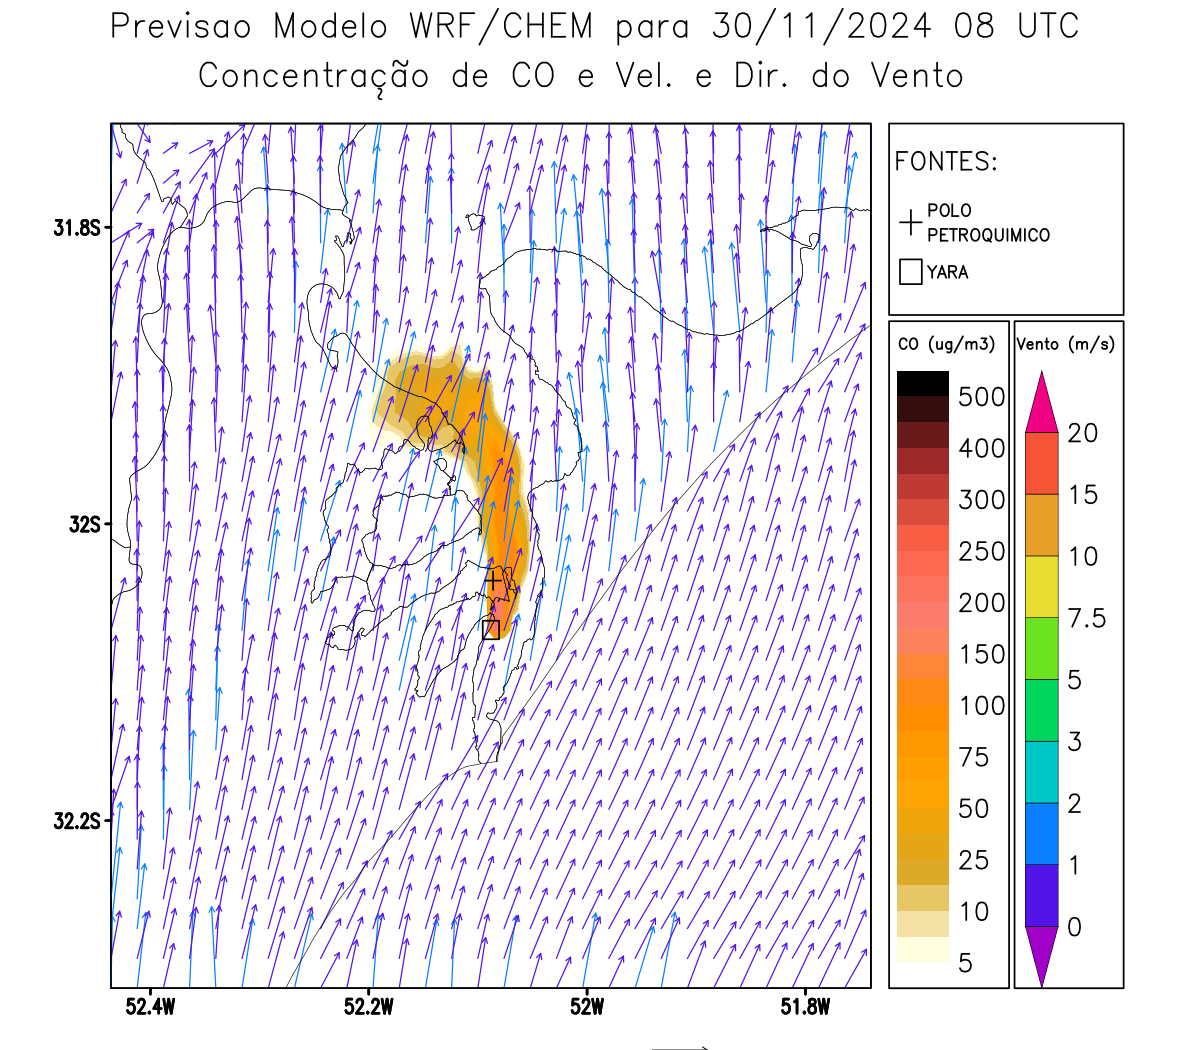 Previsao Modelo WRF/CHEM para 30/11/2024 08 UTC
Concentração de CO e Vel. e Dir. do Vento
FONTES:
POLO
PETROQUIMICO
YARA
CO (ug/m3)
500
400
300
250
200
150
100
75
50
25
10
5
Vento (m/s)
20
15
10
7.5
5
3
2
1
0
31.8S
32S
32.2S
52.4W
52.2W
52W
51.8W